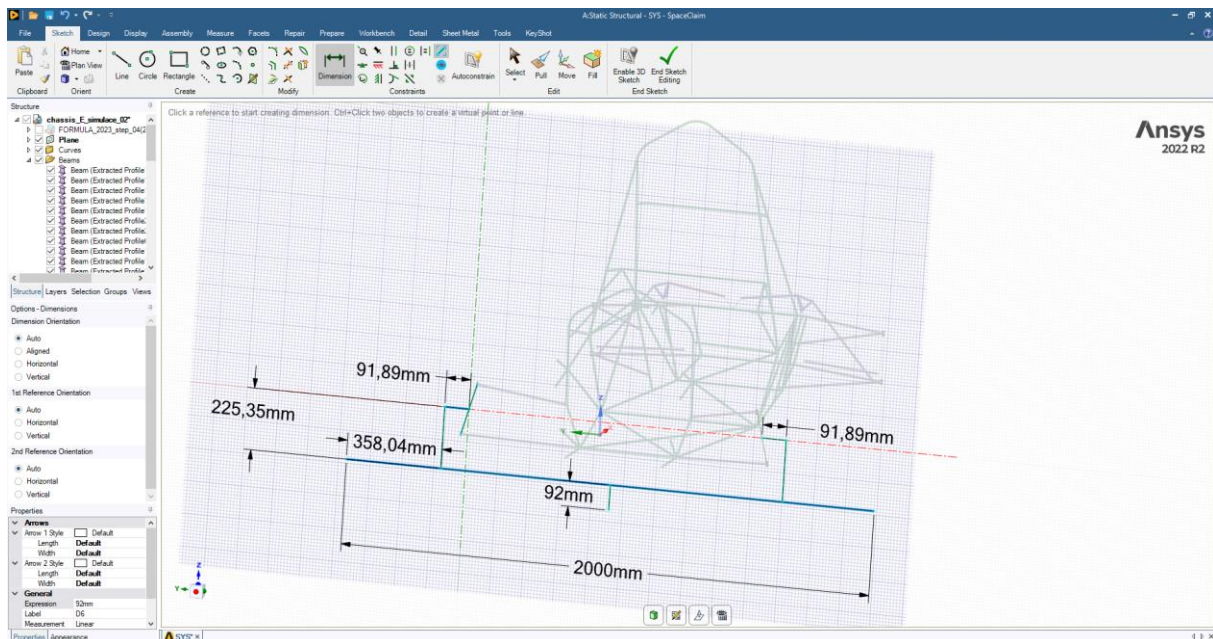 A:Static Structural - SYS - SpaceClaim
File Sketch Design Display Assembly Measure Facets Repair Prepare Workbench Detail Sheet Metal Tools KeyShot
Paste
Home
Plan View
Line Circle Rectangle
Dimension
Autoconstrain
Select Pull Move Fill
Enable 3D Sketch
End Sketch Editing
Clipboard Orient Create Modify Constraints Edit End Sketch
Structure
chassis_E_simulace_02*
FORMULA_2023_step_04(2
Plane
Curves
Beams
Beam (Extracted Profile
Beam (Extracted Profile
Beam (Extracted Profile
Beam (Extracted Profile
Beam (Extracted Profile
Beam (Extracted Profile
Beam (Extracted Profile
Beam (Extracted Profile
Beam (Extracted Profile
Beam (Extracted Profile
Beam (Extracted Profile
Structure Layers Selection Groups Views
Options - Dimensions
Dimension Orientation
Auto
Aligned
Horizontal
Vertical
1st Reference Orientation
Auto
Horizontal
Vertical
2nd Reference Orientation
Auto
Horizontal
Vertical
Properties
Arrows
Arrow 1 Style Default
Length Default
Width Default
Arrow 2 Style Default
Length Default
Width Default
General
Expression 92mm
Label D6
Measurement Linear
Properties Appearance
Click a reference to start creating dimension. Ctrl+Click two objects to create a virtual point or line.
Ansys
2022 R2
91,89mm
225,35mm
358,04mm
91,89mm
92mm
2000mm
Z
Z
Y
SYS*